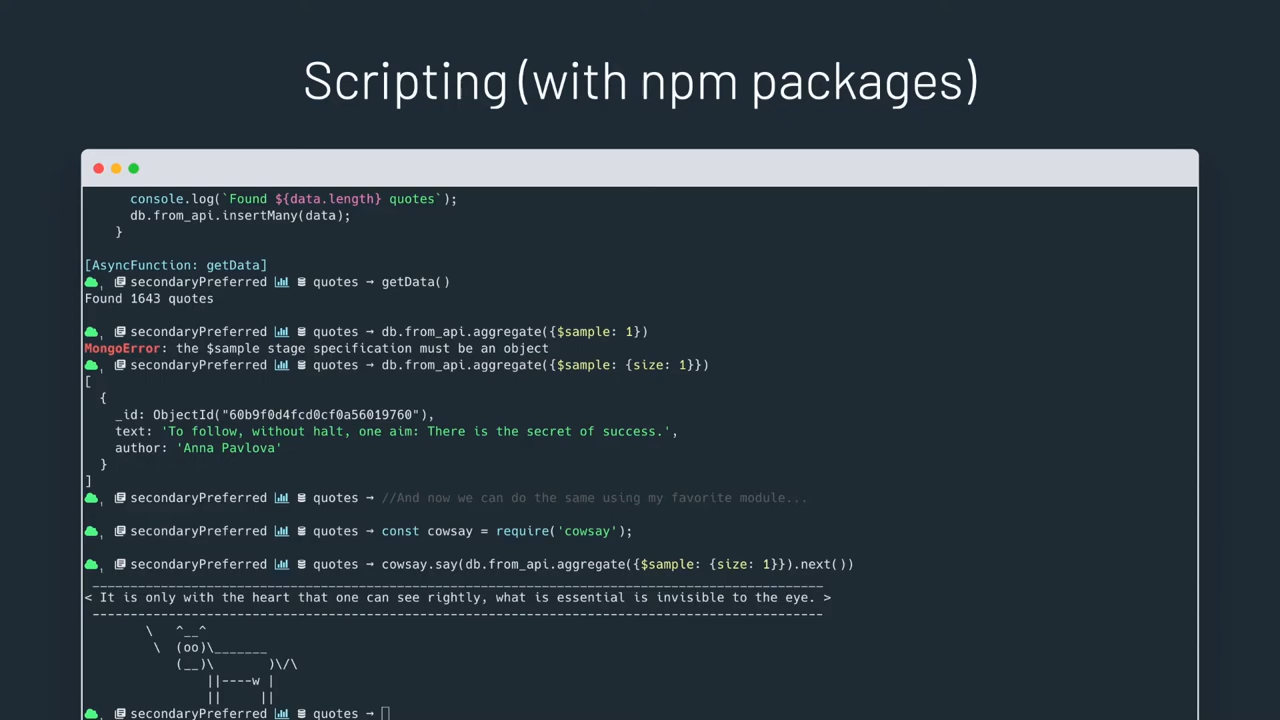 Scripting (with npm packages)
console.log(`Found ${data.length} quotes`);
db.from_api.insertMany(data);
}
[AsyncFunction: getData]
, secondaryPreferred quotes → getData()
Found 1643 quotes
, secondaryPreferred quotes → db.from_api.aggregate({$sample: 1})
MongoError: the $sample stage specification must be an object
, secondaryPreferred quotes → db.from_api.aggregate({$sample: {size: 1}})
[
{
_id: ObjectId("60b9f0d4fcd0cf0a56019760"),
text: 'To follow, without halt, one aim: There is the secret of success.',
author: 'Anna Pavlova'
}
]
, secondaryPreferred quotes → //And now we can do the same using my favorite module...
, secondaryPreferred quotes → const cowsay = require('cowsay');
, secondaryPreferred quotes → cowsay.say(db.from_api.aggregate({$sample: {size: 1}}).next())
< It is only with the heart that one can see rightly, what is essential is invisible to the eye. >
\   ^__^
\  (oo)\_______
(__)\       )\/\
||----w |
||     ||
, secondaryPreferred quotes →